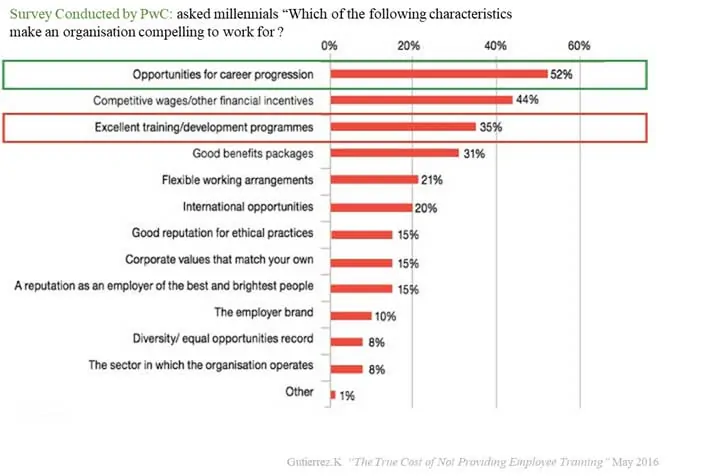 Survey Conducted by PwC: asked millennials “Which of the following characteristics
make an organisation compelling to work for ?
0% 20% 40% 60%
Opportunities for career progression 52%
Competitive wages/other financial incentives 44%
Excellent training/development programmes 35%
Good benefits packages 31%
Flexible working arrangements 21%
International opportunities 20%
Good reputation for ethical practices 15%
Corporate values that match your own 15%
A reputation as an employer of the best and brightest people 15%
The employer brand 10%
Diversity/ equal opportunities record 8%
The sector in which the organisation operates 8%
Other 1%
Gutierrez.K “The True Cost of Not Providing Employee Training” May 2016